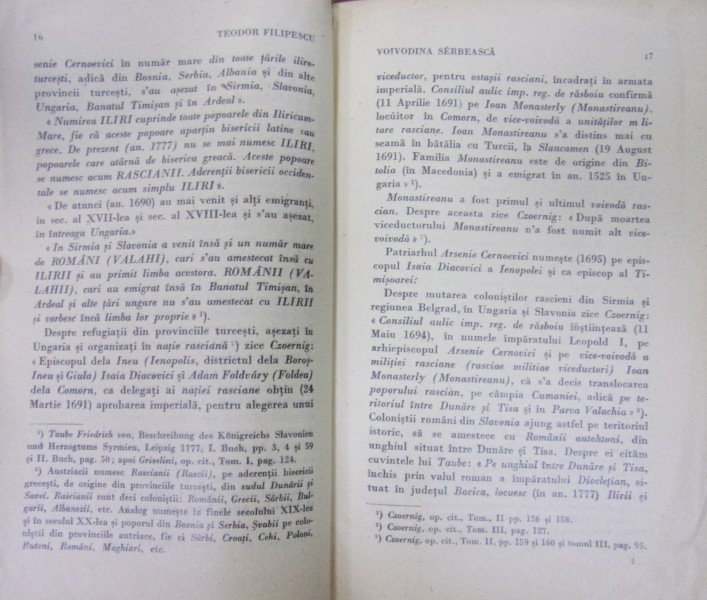 16 TEODOR FILIPESCU
senie Cernoevici în număr mare din toate țările iliro-
turcești, adică din Bosnia, Serbia, Albania și din alte
provincii turcești, s'au așezat în Sirmia, Slavonia,
Ungaria, Banatul Timișan și în Ardeal ».
« Numirea ILIRI cuprinde toate popoarele din Iliricum-
Mare, fie că aceste popoare aparțin bisericii latine sau
grece. De prezent (an. 1777) nu se mai numesc ILIRI,
popoarele care atârnă de biserica greacă. Aceste popoare
se numesc acum RASCIANII. Aderenții bisericii occiden-
tale se numesc acum simplu ILIRI ».
« De atunci (an. 1690) au mai venit și alți emigranți,
în sec. al XVII-lea și sec. al XVIII-lea și s'au așezat,
în întreaga Ungaria.»
« In Sirmia și Slavonia a venit însă și un număr mare
de ROMÂNI (VALAHI), cari s'au amestecat însă cu
ILIRII și au primit limba acestora. ROMÂNII (VA-
LAHII), cari au emigrat însă în Banatul Timișan, în
Ardeal și alte țări ungare nu s'au amestecat cu ILIRII
și vorbesc încă limba lor proprie » ¹).
Despre refugiații din provinciile turcești, așezați în
Ungaria și organizați în nație rasciană ²) zice Czoernig:
« Episcopul dela Ineu (Ienopolis, districtul dela Boroș-
Ineu și Giula) Isaia Diacovici și Adam Foldváry (Foldea)
dela Comorn, ca delegați ai nației rasciane obțin (24
Martie 1691) aprobarea imperială, pentru alegerea unui
¹) Taube Friedrich von, Beschreibung des Königreichs Slavonien
und Herzogtums Syrmien, Leipzig 1777, I. Buch, pp. 3, 4 și 59
și II. Buch, pag. 50; apoi Grisslini, op. cit., Tom. I, pag. 124.
²) Austriacii numesc Rascianii (Rascii), pe aderenții bisericii
grecești, de origine din provinciile turcești, din sudul Dunării și
Savei. Rascianii sunt deci coloniștii: Românii, Grecii, Sârbii, Bul-
garii, Albanezii, etc. Analog numește la finele secolului XIX-lea
și în secolul XX-lea și poporul din Bosnia și Serbia, Șvabii pe colo-
niștii din provinciile austriace, fie ei Sârbi, Croați, Cehi, Poloni,
Ruteni, Români, Maghiari, etc.
VOIVODINA SÉRBEASCĂ 17
viceductor, pentru ostașii rasciani, încadrați în armata
imperială. Consiliul aulic imp. reg. de răsboiu confirmă
(11 Aprilie 1691) pe Ioan Monasterly (Monastireanu),
locuitor în Comorn, de vice-voivodă a unităților militare
rasciane. Ioan Monastireanu s'a distins mai cu
seamă în bătălia cu Turcii, la Slancamen (19 August
1691). Familia Monastireanu este de origine din Bi-
tolia (în Macedonia) și a emigrat în an. 1525 în Un-
garia » ¹).
Monastireanu a fost primul și ultimul voivodă ras-
cian. Despre aceasta zice Czoernig: « După moartea
viceductorului Monastireanu n'a fost numit alt vice-
voivodă » ²).
Patriarhul Arsenie Cernoevici numește (1695) pe epis-
copul Isaia Diacovici a Ienopolei și ca episcop al Ti-
mișoarei!
Despre mutarea coloniștilor rascieni din Sirmia și
regiunea Belgrad, în Ungaria și Slavonia zice Czoernig:
« Consiliul aulic imp. reg. de răsboiu înștiințează (11
Maiu 1694), în numele împăratului Leopold I, pe
arhiepiscopul Arsenie Cernovici și pe vice-voivodă a
miliției rasciane (rasciae militiae viceductori) Ioan
Monasterly (Monastireanu), că s'a decis translocarea
poporului rascian, pe câmpia Cumaniei, adică pe te-
ritoriul între Dunăre și Tisa și în Parva Valachia » ³).
Coloniștii români din Slavonia ajung astfel pe teritoriul
istoric, să se amestece cu Românii autohtoni, din
unghiul situat între Dunăre și Tisa. Despre ei cităm
cuvintele lui Taube: « Pe unghiul între Dunăre și Tisa,
închis prin valul roman a împăratului Dioclețian, si-
tuat în județul Bacica, locuesc (în an. 1777) Ilirii și
¹) Czoernig, op. cit., Tom., II pp. 156 și 158.
²) Czoernig, op. cit., Tom. III, pag. 127.
³) Czoernig, op. cit., Tom. II, pp. 159 și 160 și tomul III, pag. 95.
2